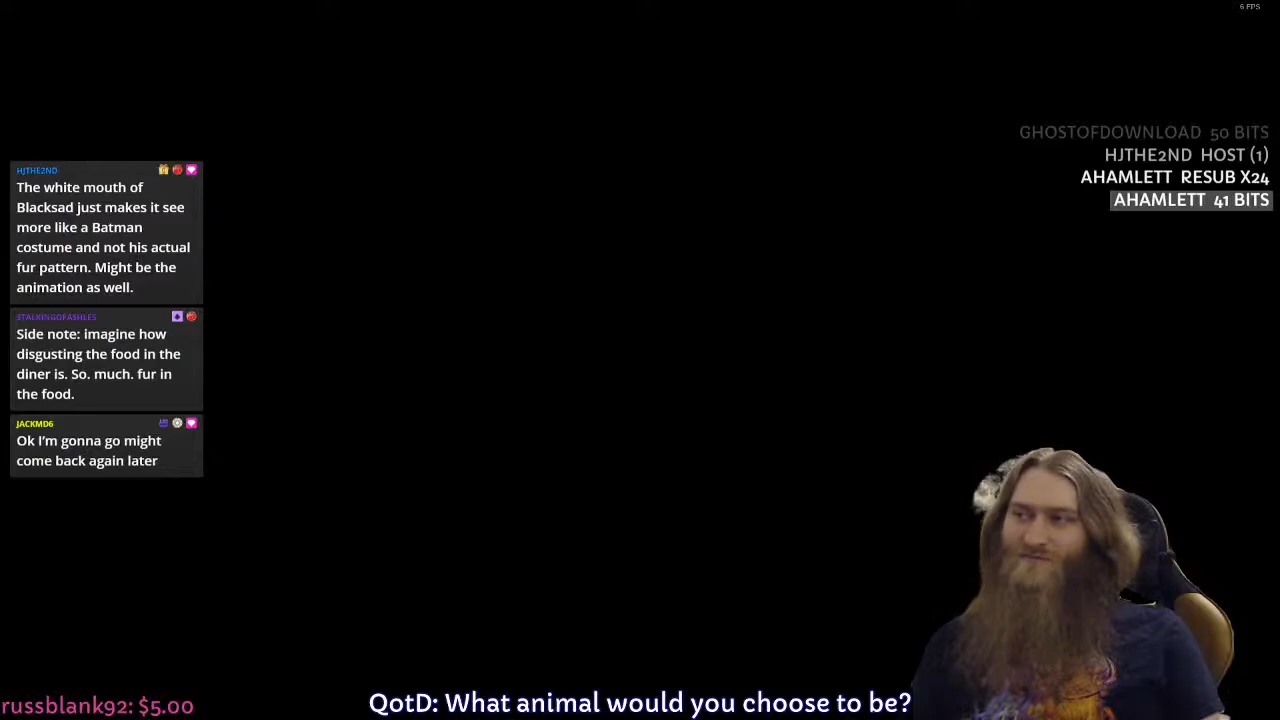 6 FPS
GHOSTOFDOWNLOAD 50 BITS
HJTHE2ND HOST (1)
AHAMLETT RESUB X24
AHAMLETT 41 BITS
HJTHE2ND
The white mouth of
Blacksad just makes it see
more like a Batman
costume and not his actual
fur pattern. Might be the
animation as well.
STALKINGOFASHLES
Side note: imagine how
disgusting the food in the
diner is. So. much. fur in
the food.
JACKMD6
Ok I'm gonna go might
come back again later
russblank92: $5.00
QotD: What animal would you choose to be?